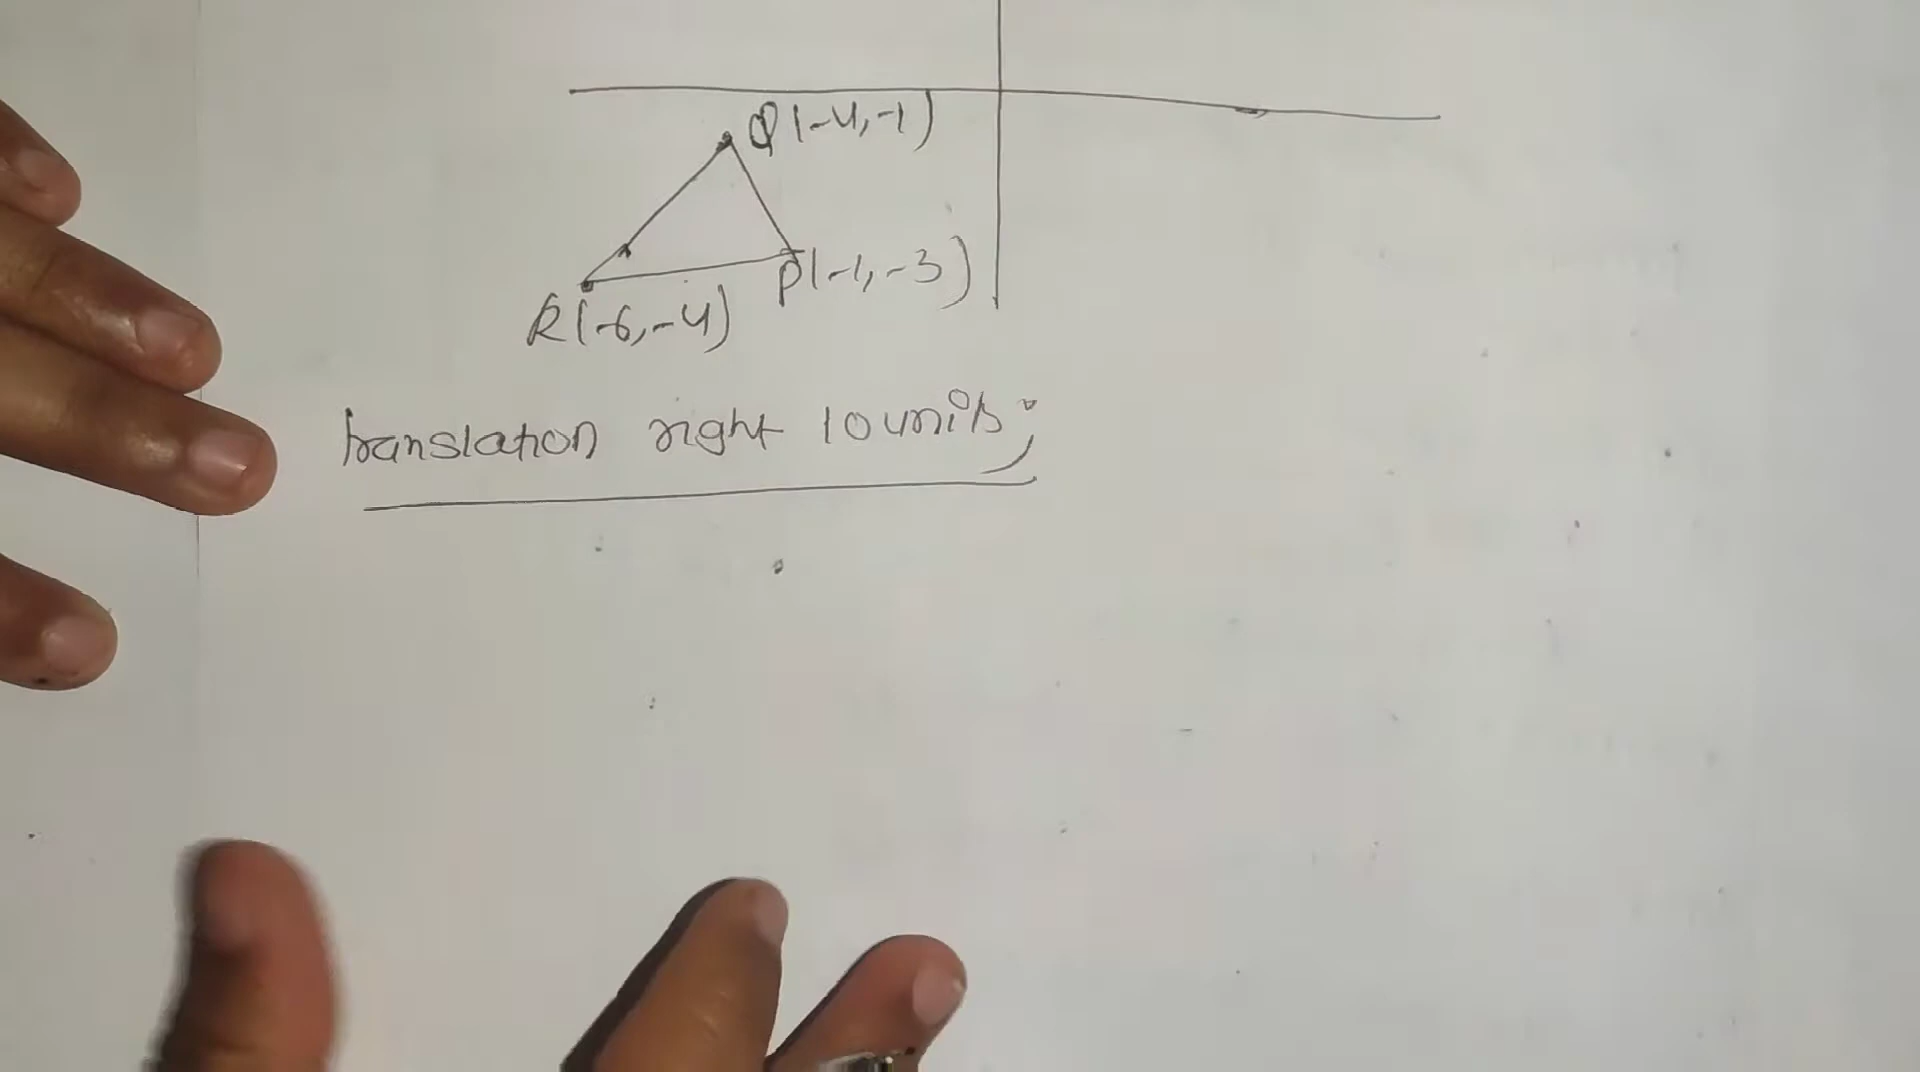 Q(-4,-1)
P(-1,-3)
R(-6,-4)
translation right 10 units: